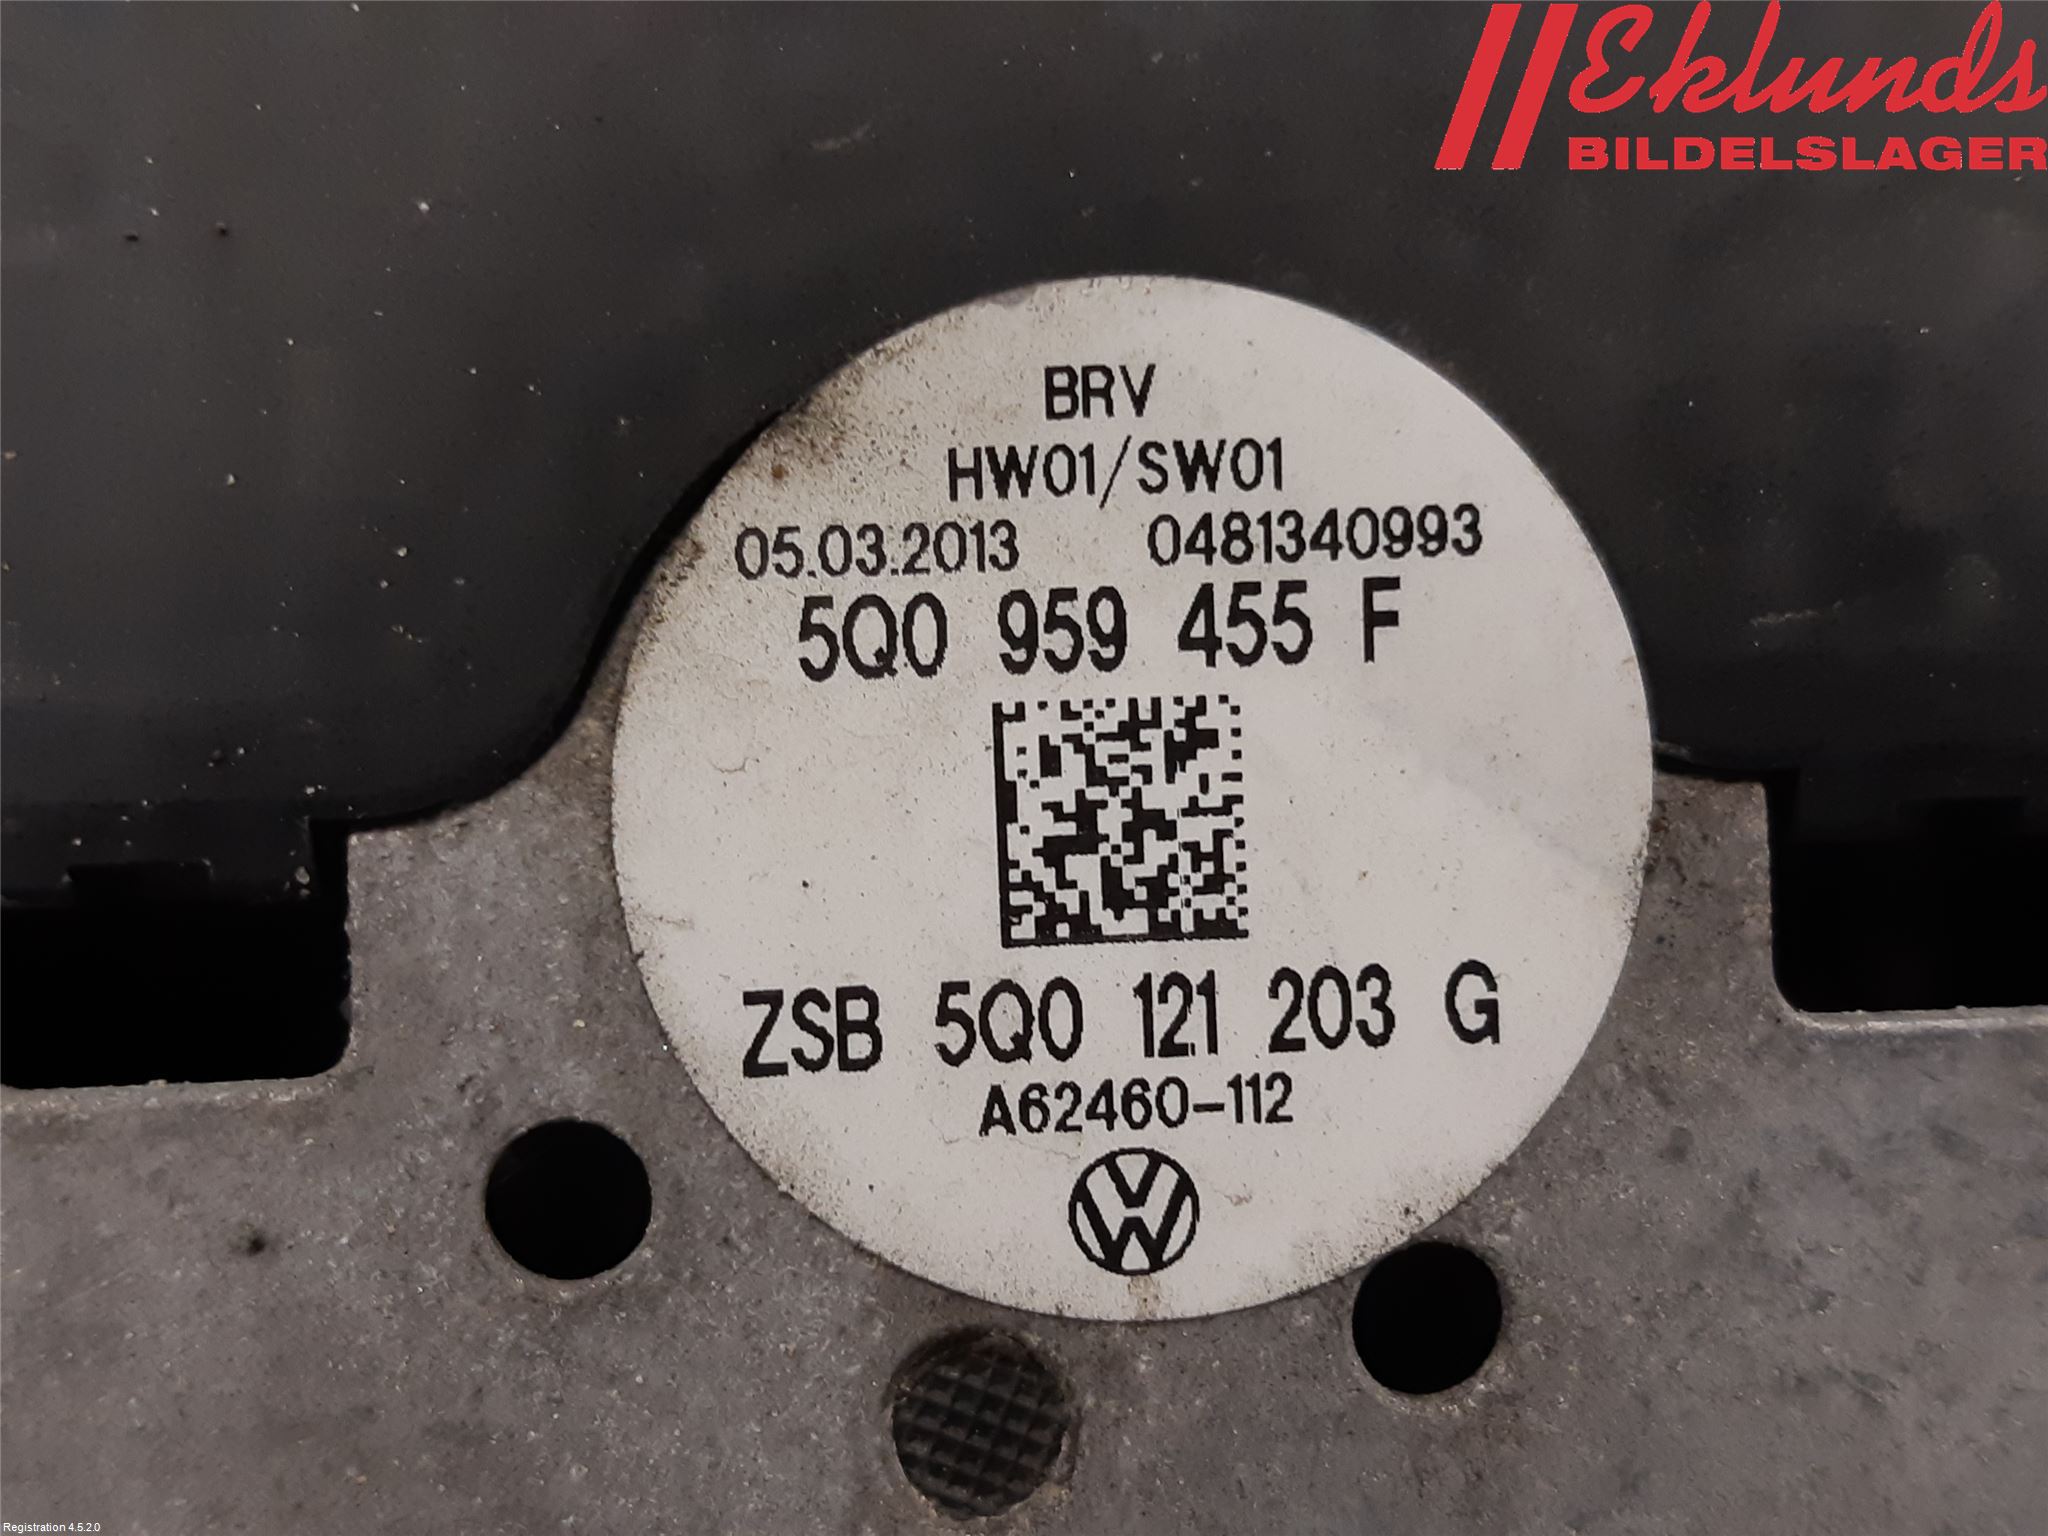 Eklunds
BILDELSLAGER
BRV
HW01/SW01
05.03.2013 0481340993
5Q0 959 455 F
ZSB 5Q0 121 203 G
A62460-112
Registration 4.5.2.0